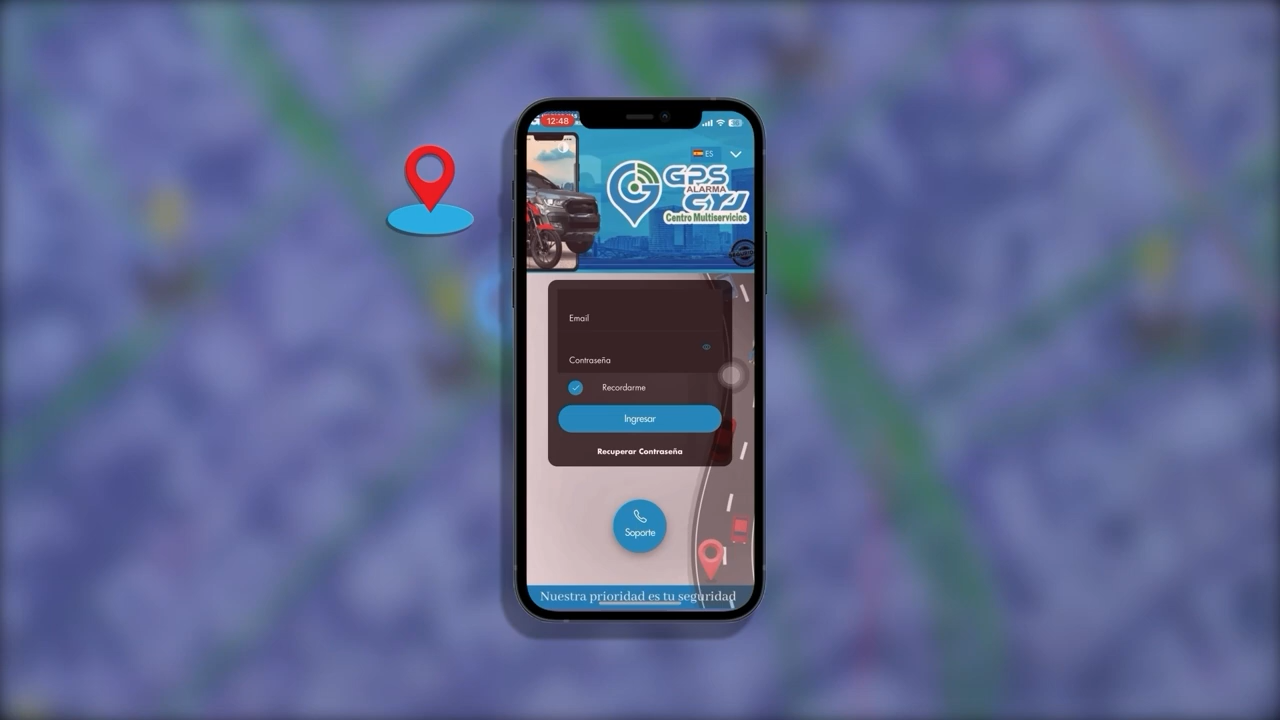 12:48
ES
GPS
ALARMA
CYJ
Centro Multiservicios
Email
Contraseña
Recordarme
Ingresar
Recuperar Contraseña
Soporte
Nuestra prioridad es tu seguridad